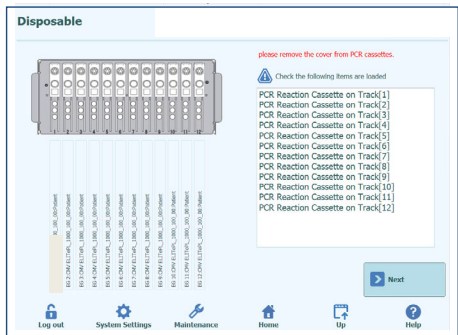 Disposable
please remove the cover from PCR cassettes.
Check the following items are loaded
PCR Reaction Cassette on Track[1]
PCR Reaction Cassette on Track[2]
PCR Reaction Cassette on Track[3]
PCR Reaction Cassette on Track[4]
PCR Reaction Cassette on Track[5]
PCR Reaction Cassette on Track[6]
PCR Reaction Cassette on Track[7]
PCR Reaction Cassette on Track[8]
PCR Reaction Cassette on Track[9]
PCR Reaction Cassette on Track[10]
PCR Reaction Cassette on Track[11]
PCR Reaction Cassette on Track[12]
1 2 3 4 5 6 7 8 9 10 11 12
Next
Log out
System Settings
Maintenance
Home
Up
Help